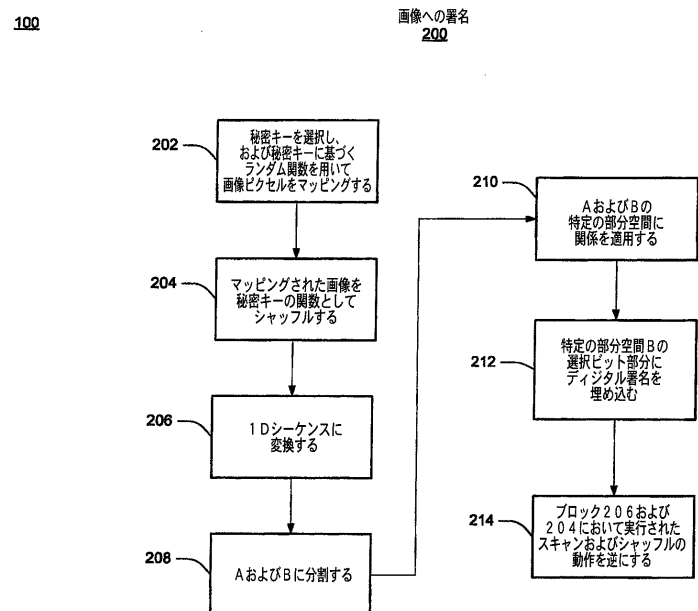 100
画像への署名
200
202
秘密キーを選択し、
および秘密キーに基づく
ランダム関数を用いて
画像ピクセルをマッピングする
204
マッピングされた画像を
秘密キーの関数として
シャッフルする
206
1Dシーケンスに
変換する
208
AおよびBに分割する
210
AおよびBの
特定の部分空間に
関係を適用する
212
特定の部分空間Bの
選択ビット部分に
ディジタル署名を
埋め込む
214
ブロック206および
204において実行された
スキャンおよびシャッフルの
動作を逆にする